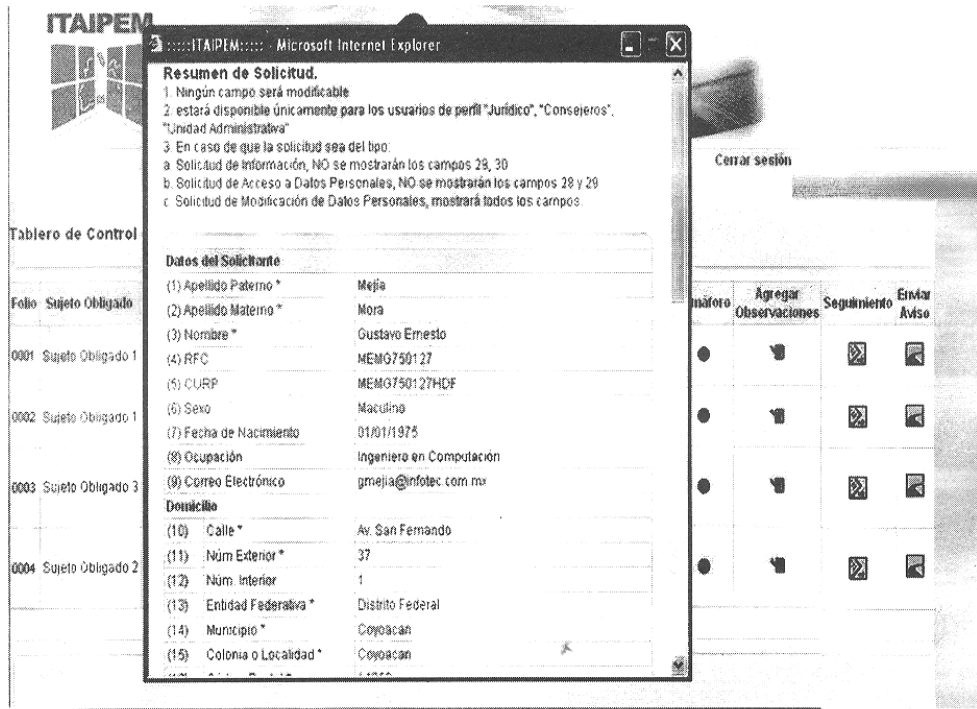 ITAIPEM
:::::ITAIPEM::::: - Microsoft Internet Explorer
Resumen de Solicitud.
1. Ningún campo será modificable
2. estará disponible únicamente para los usuarios de perfil "Jurídico", "Consejeros",
"Unidad Administrativa"
3. En caso de que la solicitud sea del tipo:
a. Solicitud de Información, NO se mostrarán los campos 29, 30
b. Solicitud de Acceso a Datos Personales, NO se mostrarán los campos 28 y 29
c. Solicitud de Modificación de Datos Personales, mostrará todos los campos.
Datos del Solicitante
(1) Apellido Paterno * Mejía
(2) Apellido Materno * Mora
(3) Nombre * Gustavo Ernesto
(4) RFC MEMG750127
(5) CURP MEMG750127HDF
(6) Sexo Maculino
(7) Fecha de Nacimiento 01/01/1975
(8) Ocupación Ingeniero en Computación
(9) Correo Electrónico gmejia@infotec.com.mx
Domicilio
(10) Calle * Av. San Fernando
(11) Núm Exterior * 37
(12) Núm. Interior 1
(13) Entidad Federativa * Distrito Federal
(14) Municipio * Coyoacan
(15) Colonia o Localidad * Coyoacan
Cerrar sesión
Tablero de Control
Folio Sujeto Obligado
0001 Sujeto Obligado 1
0002 Sujeto Obligado 1
0003 Sujeto Obligado 3
0004 Sujeto Obligado 2
máforo
Agregar
Observaciones
Seguimiento
Enviar
Aviso